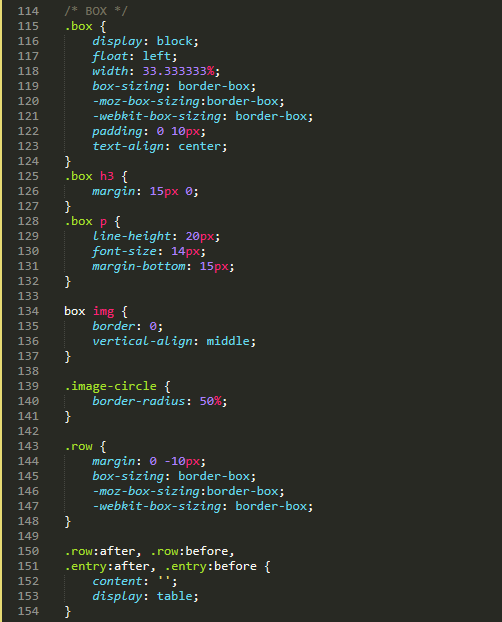 114 /* BOX */
115 .box {
116 display: block;
117 float: left;
118 width: 33.333333%;
119 box-sizing: border-box;
120 -moz-box-sizing:border-box;
121 -webkit-box-sizing: border-box;
122 padding: 0 10px;
123 text-align: center;
124 }
125 .box h3 {
126 margin: 15px 0;
127 }
128 .box p {
129 line-height: 20px;
130 font-size: 14px;
131 margin-bottom: 15px;
132 }
133
134 box img {
135 border: 0;
136 vertical-align: middle;
137 }
138
139 .image-circle {
140 border-radius: 50%;
141 }
142
143 .row {
144 margin: 0 -10px;
145 box-sizing: border-box;
146 -moz-box-sizing:border-box;
147 -webkit-box-sizing: border-box;
148 }
149
150 .row:after, .row:before,
151 .entry:after, .entry:before {
152 content: '';
153 display: table;
154 }